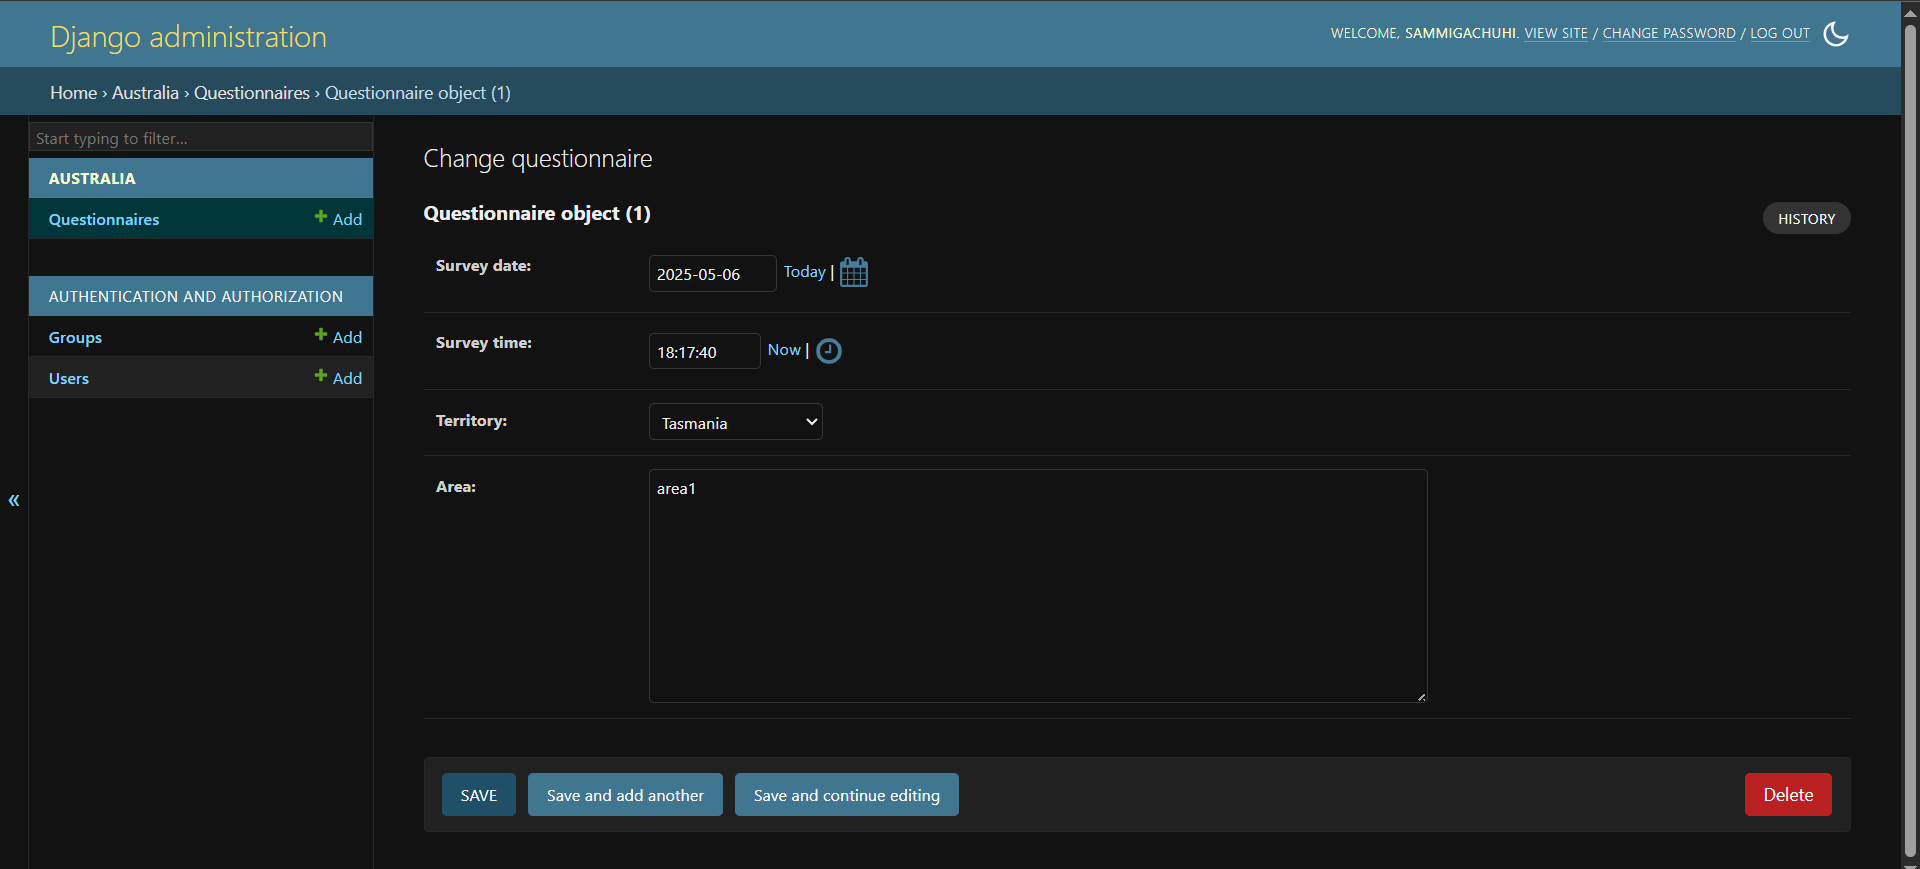 Django administration
WELCOME, SAMMIGACHUHI. VIEW SITE / CHANGE PASSWORD / LOG OUT
Home › Australia › Questionnaires › Questionnaire object (1)
Start typing to filter...
AUSTRALIA
Questionnaires
Add
AUTHENTICATION AND AUTHORIZATION
Groups
Add
Users
Add
«
Change questionnaire
Questionnaire object (1)
HISTORY
Survey date:
2025-05-06
Today |
Survey time:
18:17:40
Now |
Territory:
Tasmania
Area:
area1
SAVE
Save and add another
Save and continue editing
Delete